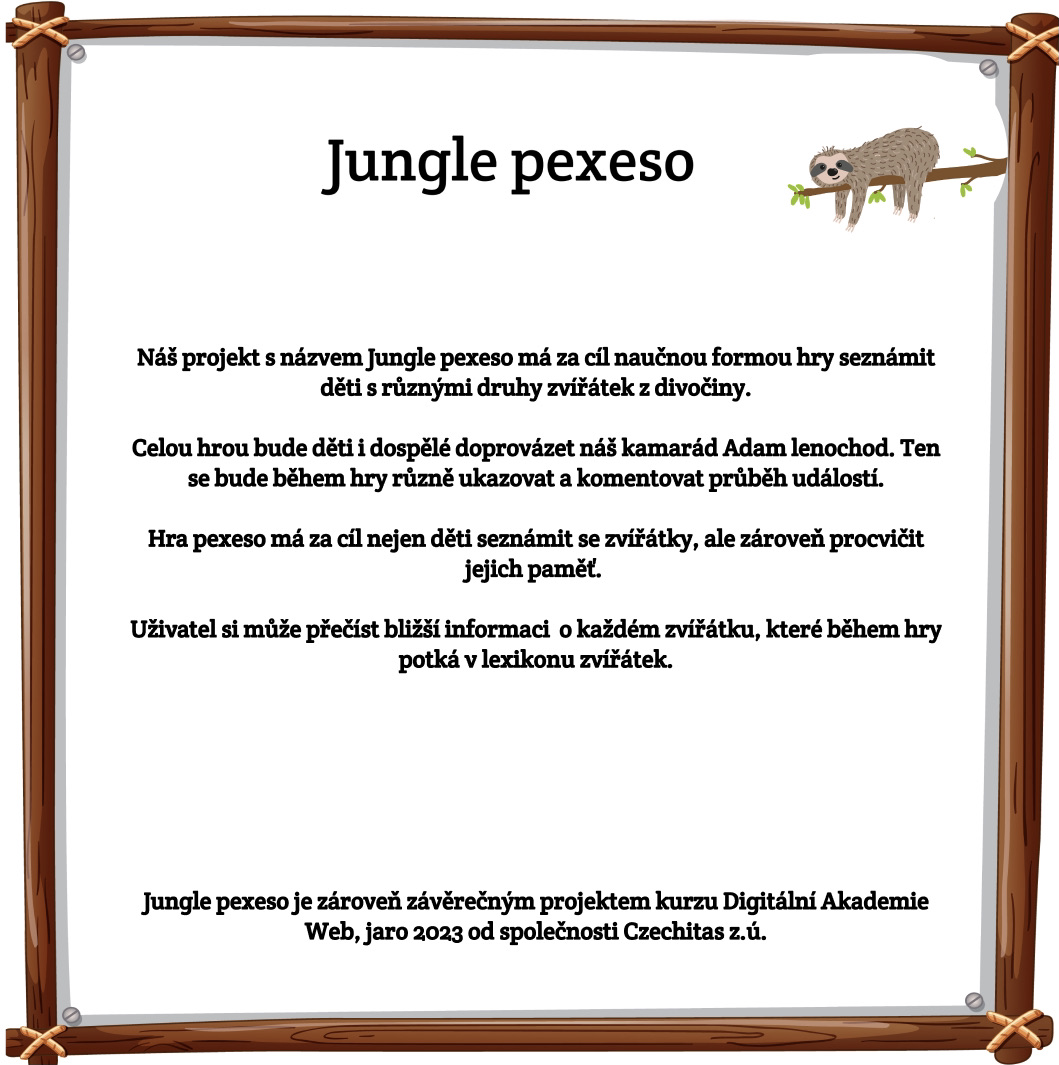 Jungle pexeso
Náš projekt s názvem Jungle pexeso má za cíl naučnou formou hry seznámit
děti s různými druhy zvířátek z divočiny.
Celou hrou bude děti i dospělé doprovázet náš kamarád Adam lenochod. Ten
se bude během hry různě ukazovat a komentovat průběh událostí.
Hra pexeso má za cíl nejen děti seznámit se zvířátky, ale zároveň procvičit
jejich paměť.
Uživatel si může přečíst bližší informaci  o každém zvířátku, které během hry
potká v lexikonu zvířátek.
Jungle pexeso je zároveň závěrečným projektem kurzu Digitální Akademie
Web, jaro 2023 od společnosti Czechitas z.ú.